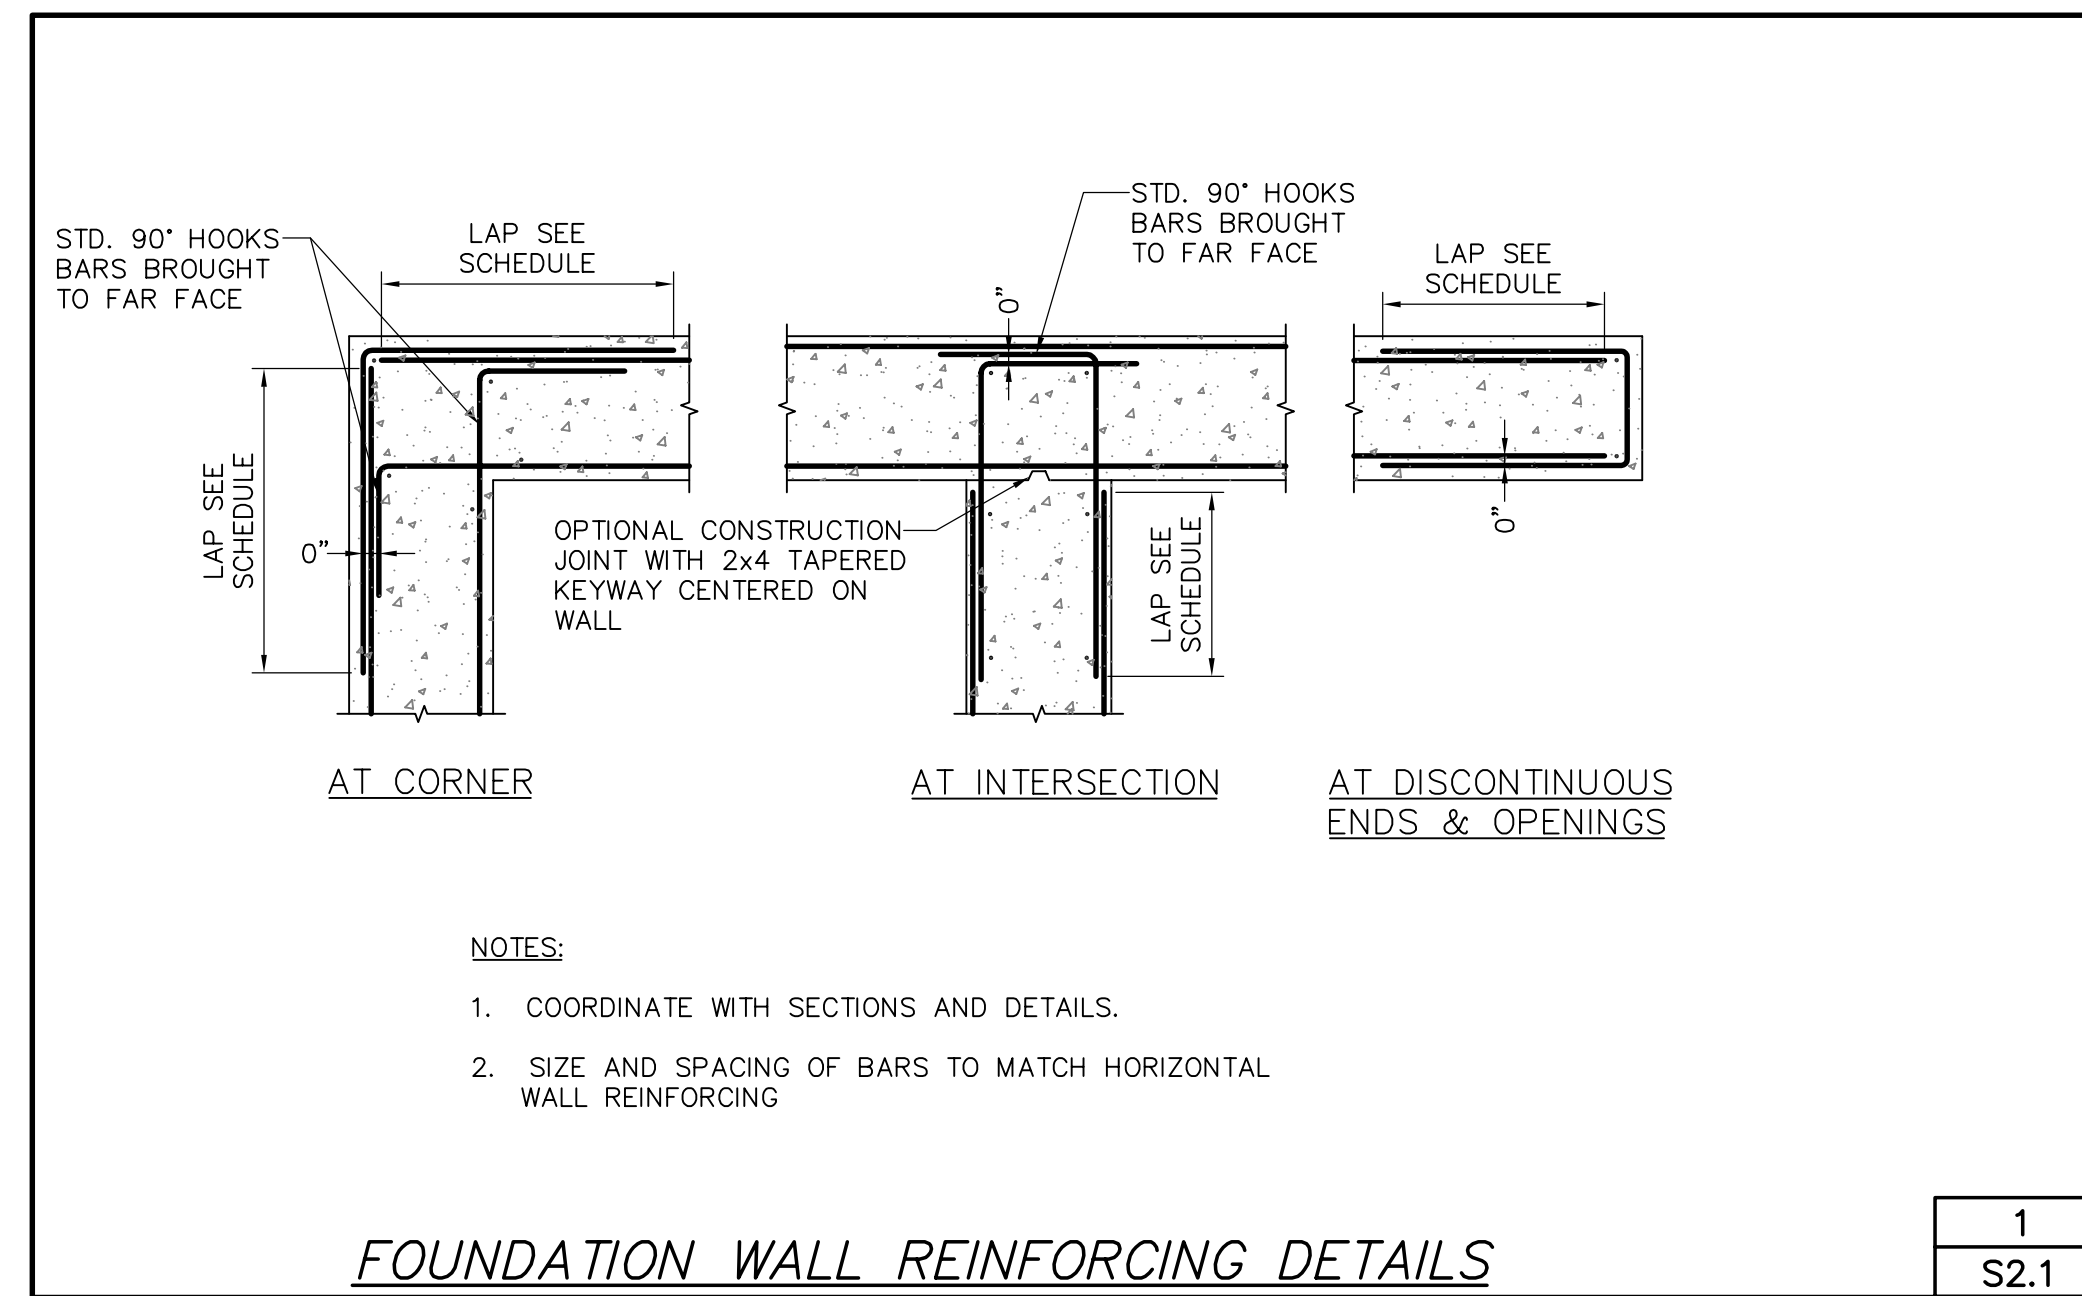 STD. 90° HOOKS
BARS BROUGHT
TO FAR FACE
LAP SEE
SCHEDULE
LAP SEE
SCHEDULE
0"
OPTIONAL CONSTRUCTION
JOINT WITH 2x4 TAPERED
KEYWAY CENTERED ON
WALL
AT CORNER
STD. 90° HOOKS
BARS BROUGHT
TO FAR FACE
0"
LAP SEE
SCHEDULE
AT INTERSECTION
LAP SEE
SCHEDULE
0"
AT DISCONTINUOUS
ENDS & OPENINGS
NOTES:
1. COORDINATE WITH SECTIONS AND DETAILS.
2. SIZE AND SPACING OF BARS TO MATCH HORIZONTAL
WALL REINFORCING
FOUNDATION WALL REINFORCING DETAILS
1
S2.1